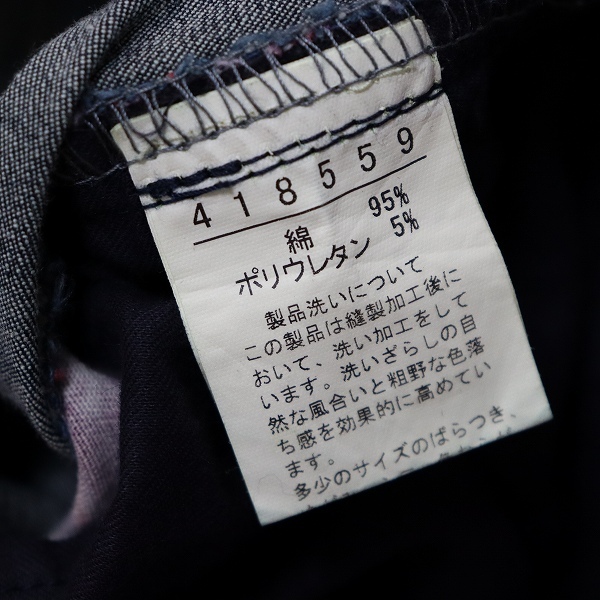 418559
綿 95%
ポリウレタン 5%
製品洗いについて
この製品は縫製加工後に
おいて、洗い加工をして
います。洗いざらしの自
然な風合いと粗野な色落
ち感を効果的に高めてい
ます。
多少のサイズのばらつき、